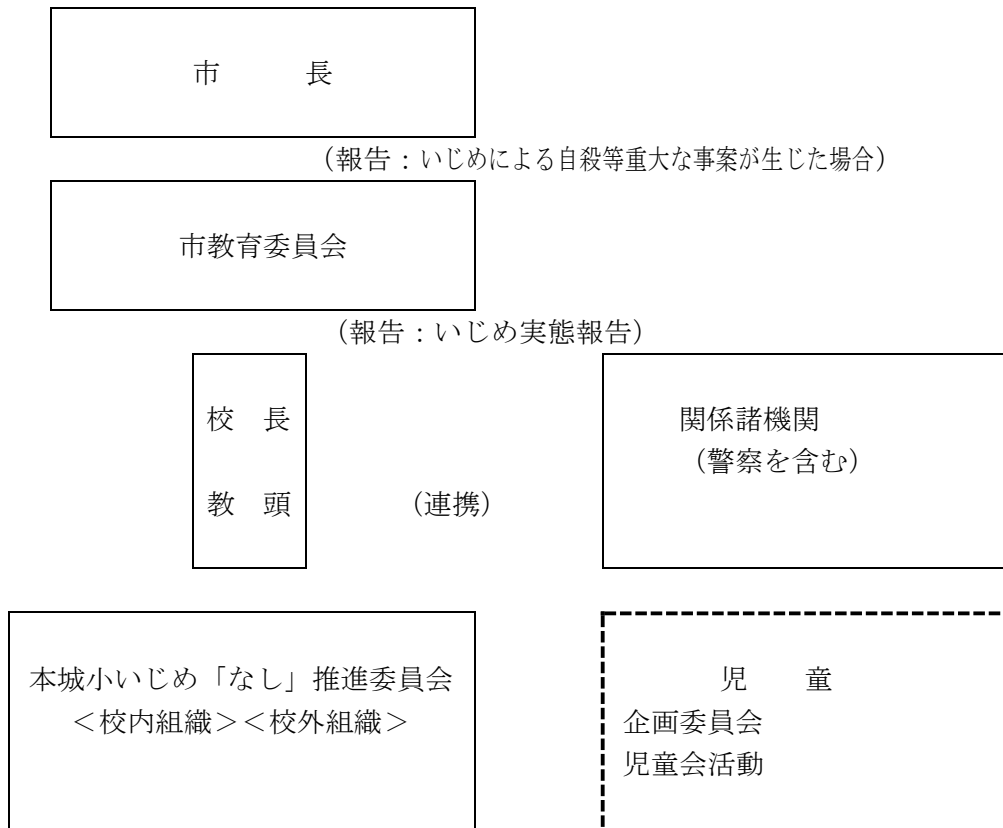 市　　　長
（報告：いじめによる自殺等重大な事案が生じた場合）
市教育委員会
（報告：いじめ実態報告）
校　長
教　頭
（連携）
関係諸機関
（警察を含む）
本城小いじめ「なし」推進委員会
＜校内組織＞＜校外組織＞
児　　童
企画委員会
児童会活動